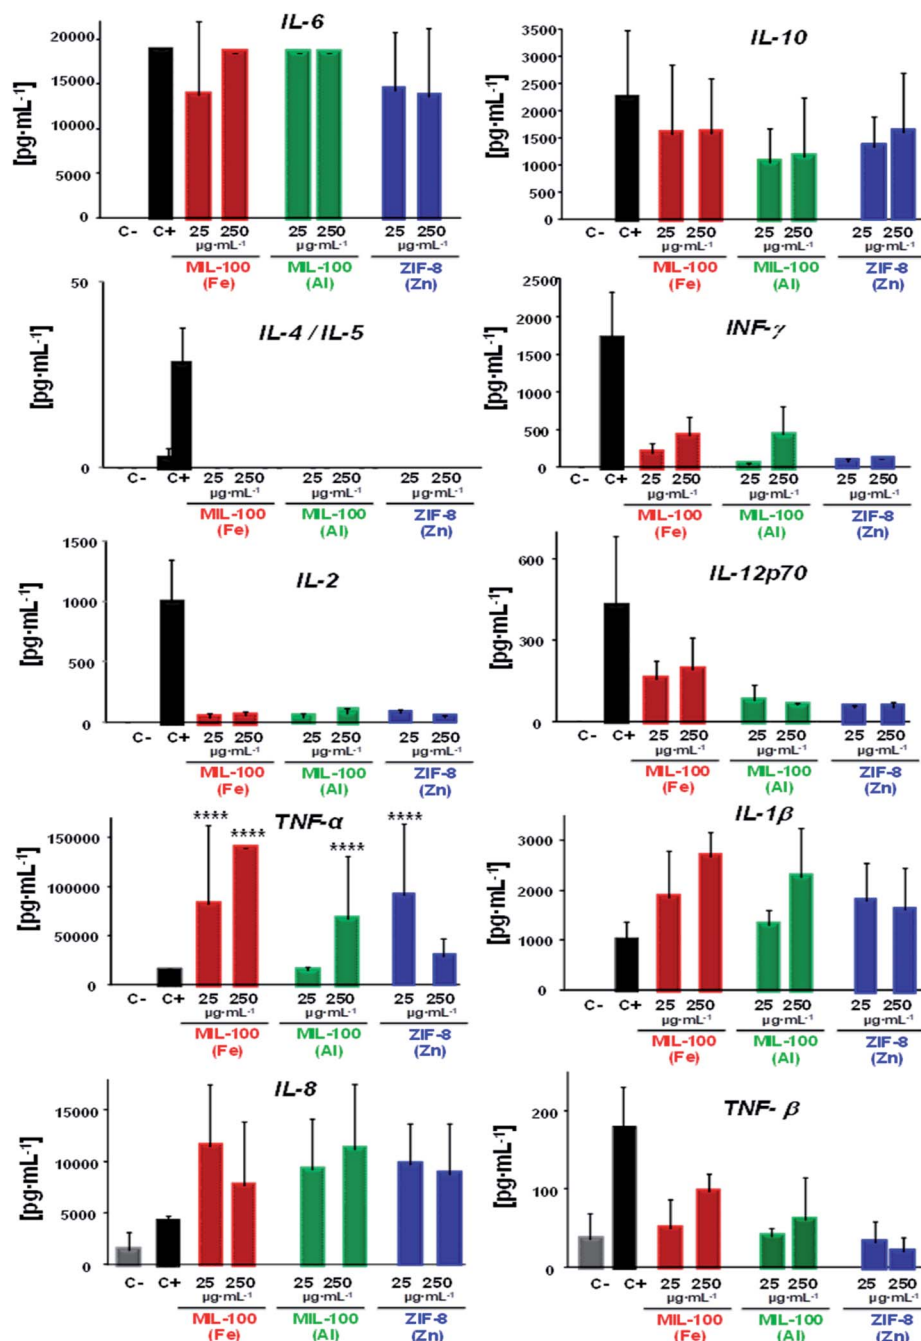 IL-6
[pg·mL-1]
20000
15000
10000
5000
0
C- C+ 25 250 25 250 25 250
µg·mL-1 µg·mL-1 µg·mL-1
MIL-100 MIL-100 ZIF-8
(Fe) (Al) (Zn)
IL-10
[pg·mL-1]
3500
3000
2500
2000
1500
1000
500
0
C- C+ 25 250 25 250 25 250
µg·mL-1 µg·mL-1 µg·mL-1
MIL-100 MIL-100 ZIF-8
(Fe) (Al) (Zn)
IL-4 / IL-5
[pg·mL-1]
50
0
C- C+ 25 250 25 250 25 250
µg·mL-1 µg·mL-1 µg·mL-1
MIL-100 MIL-100 ZIF-8
(Fe) (Al) (Zn)
INF-γ
[pg·mL-1]
2500
2000
1500
1000
500
0
C- C+ 25 250 25 250 25 250
µg·mL-1 µg·mL-1 µg·mL-1
MIL-100 MIL-100 ZIF-8
(Fe) (Al) (Zn)
IL-2
[pg·mL-1]
1500
1000
500
0
C- C+ 25 250 25 250 25 250
µg·mL-1 µg·mL-1 µg·mL-1
MIL-100 MIL-100 ZIF-8
(Fe) (Al) (Zn)
IL-12p70
[pg·mL-1]
600
300
0
C- C+ 25 250 25 250 25 250
µg·mL-1 µg·mL-1 µg·mL-1
MIL-100 MIL-100 ZIF-8
(Fe) (Al) (Zn)
TNF-α
**** **** **** ****
[pg·mL-1]
150000
100000
50000
0
C- C+ 25 250 25 250 25 250
µg·mL-1 µg·mL-1 µg·mL-1
MIL-100 MIL-100 ZIF-8
(Fe) (Al) (Zn)
IL-1β
[pg·mL-1]
3000
2000
1000
0
C- C+ 25 250 25 250 25 250
µg·mL-1 µg·mL-1 µg·mL-1
MIL-100 MIL-100 ZIF-8
(Fe) (Al) (Zn)
IL-8
[pg·mL-1]
15000
10000
5000
0
C- C+ 25 250 25 250 25 250
µg·mL-1 µg·mL-1 µg·mL-1
MIL-100 MIL-100 ZIF-8
(Fe) (Al) (Zn)
TNF- β
[pg·mL-1]
200
100
0
C- C+ 25 250 25 250 25 250
µg·mL-1 µg·mL-1 µg·mL-1
MIL-100 MIL-100 ZIF-8
(Fe) (Al) (Zn)